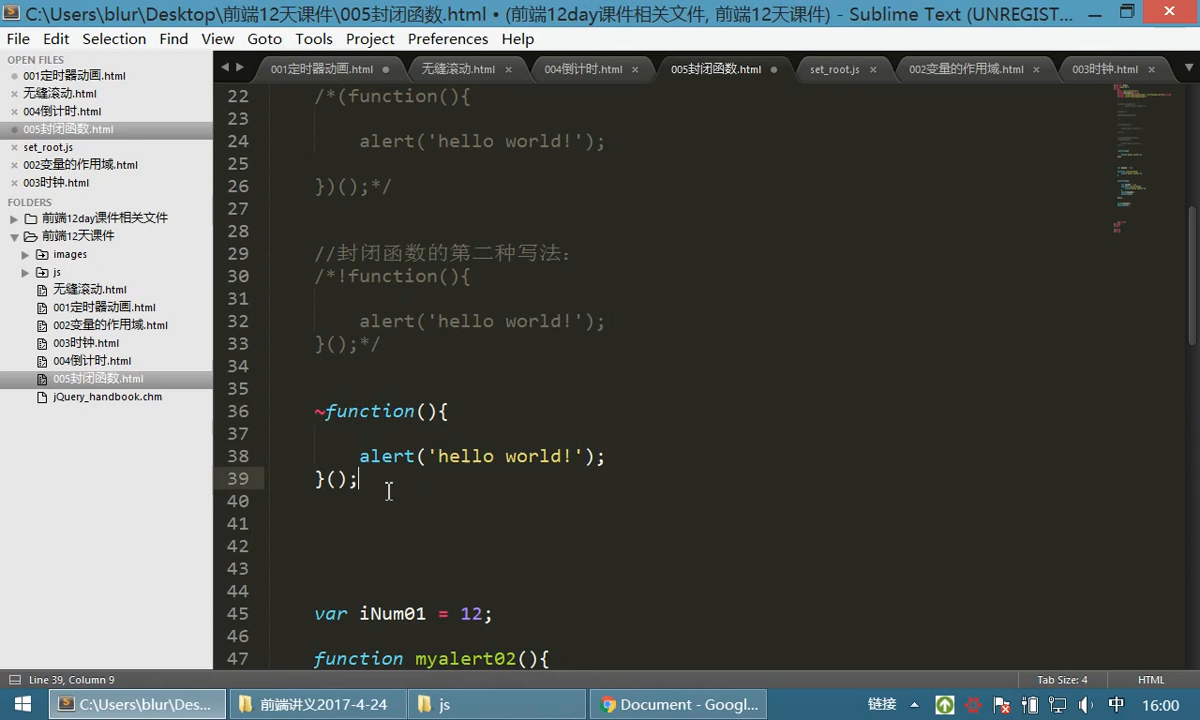 C:\Users\blur\Desktop\前端12天课件\005封闭函数.html • (前端12day课件相关文件, 前端12天课件) - Sublime Text (UNREGIST...
File Edit Selection Find View Goto Tools Project Preferences Help
OPEN FILES
001定时器动画.html
无缝滚动.html
004倒计时.html
005封闭函数.html
set_root.js
002变量的作用域.html
003时钟.html
FOLDERS
前端12day课件相关文件
前端12天课件
images
js
无缝滚动.html
001定时器动画.html
002变量的作用域.html
003时钟.html
004倒计时.html
005封闭函数.html
jQuery_handbook.chm
001定时器动画.html 无缝滚动.html 004倒计时.html 005封闭函数.html set_root.js 002变量的作用域.html 003时钟.html
22 /*(function(){
23
24 alert('hello world!');
25
26 })();*/
27
28
29 //封闭函数的第二种写法：
30 /*!function(){
31
32 alert('hello world!');
33 }();*/
34
35
36 ~function(){
37
38 alert('hello world!');
39 }();
40
41
42
43
44
45 var iNum01 = 12;
46
47 function myalert02(){
Line 39, Column 9 Tab Size: 4 HTML
C:\Users\blur\Des... 前端讲义2017-4-24 js Document - Googl... 链接 中 16:00